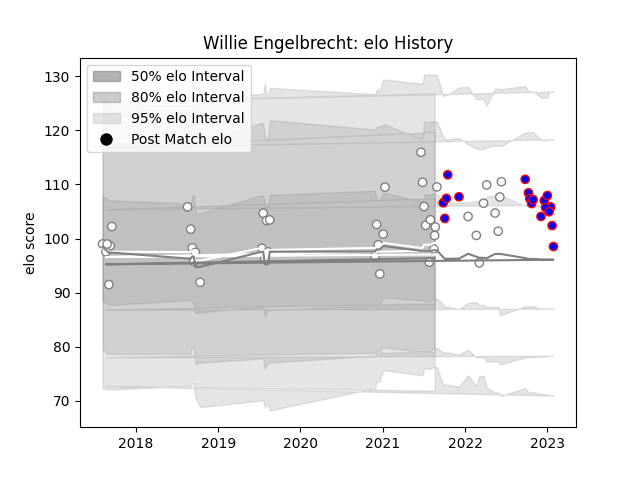 Willie Engelbrecht: elo History
50% elo Interval
80% elo Interval
95% elo Interval
Post Match elo
elo score
130
120
110
100
90
80
70
2018 2019 2020 2021 2022 2023